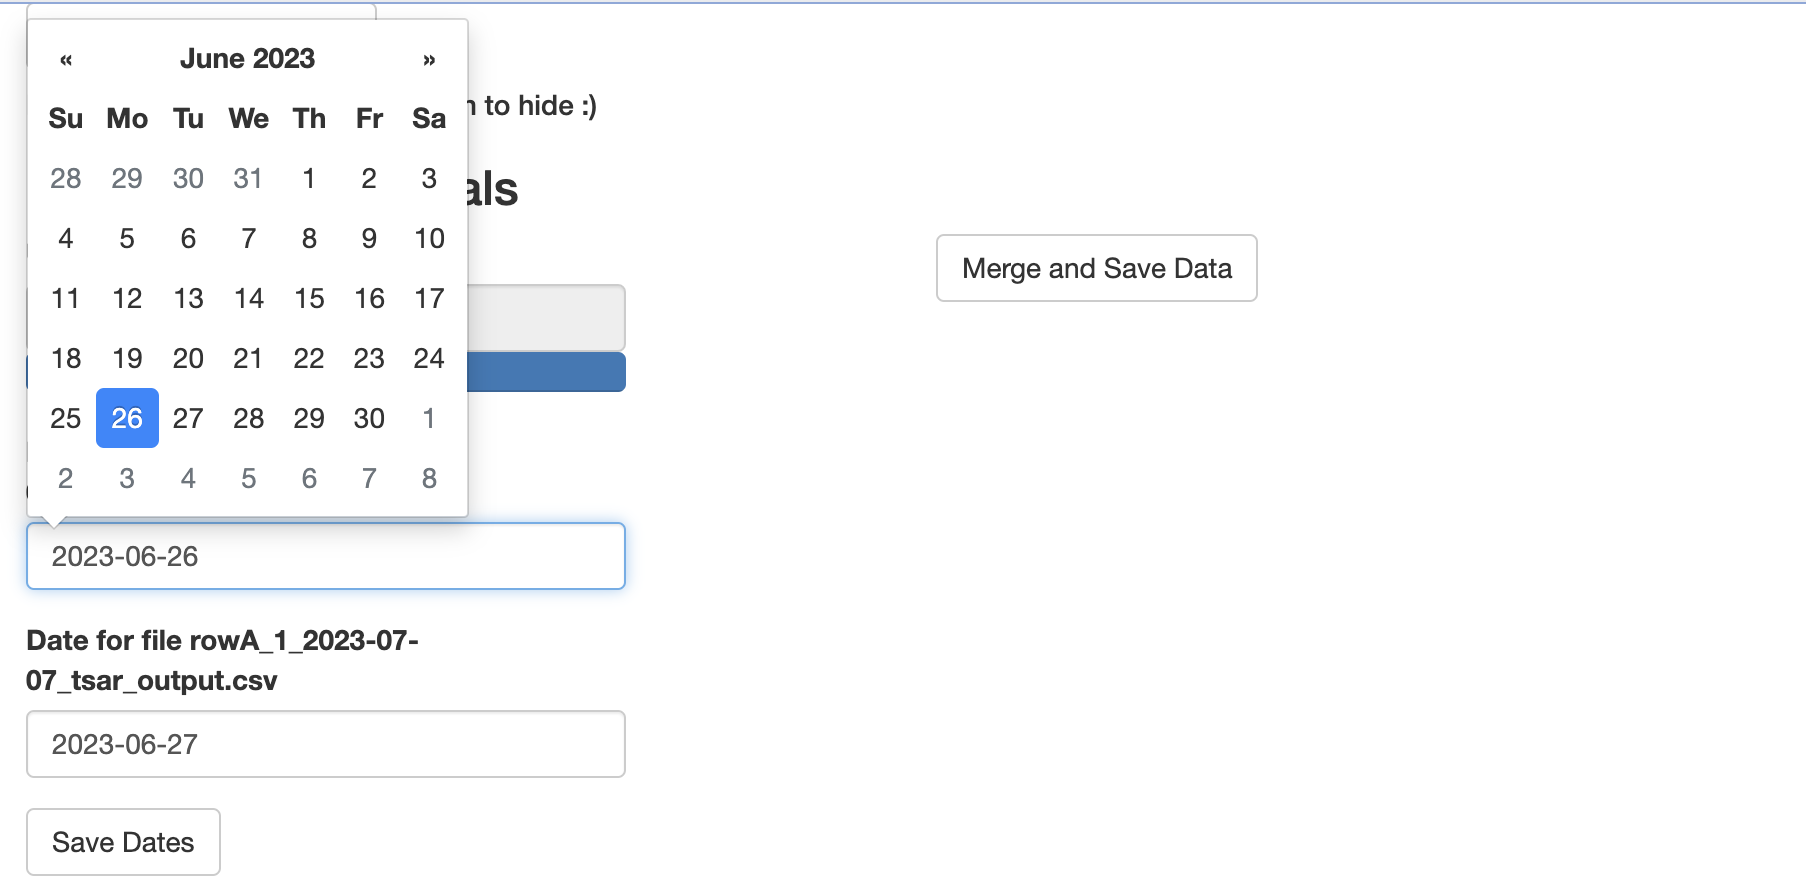 « June 2023 »
Su Mo Tu We Th Fr Sa
28 29 30 31 1 2 3
4 5 6 7 8 9 10
11 12 13 14 15 16 17
18 19 20 21 22 23 24
25 26 27 28 29 30 1
2 3 4 5 6 7 8
to hide :)
als
Merge and Save Data
2023-06-26
Date for file rowA_1_2023-07-
07_tsar_output.csv
2023-06-27
Save Dates